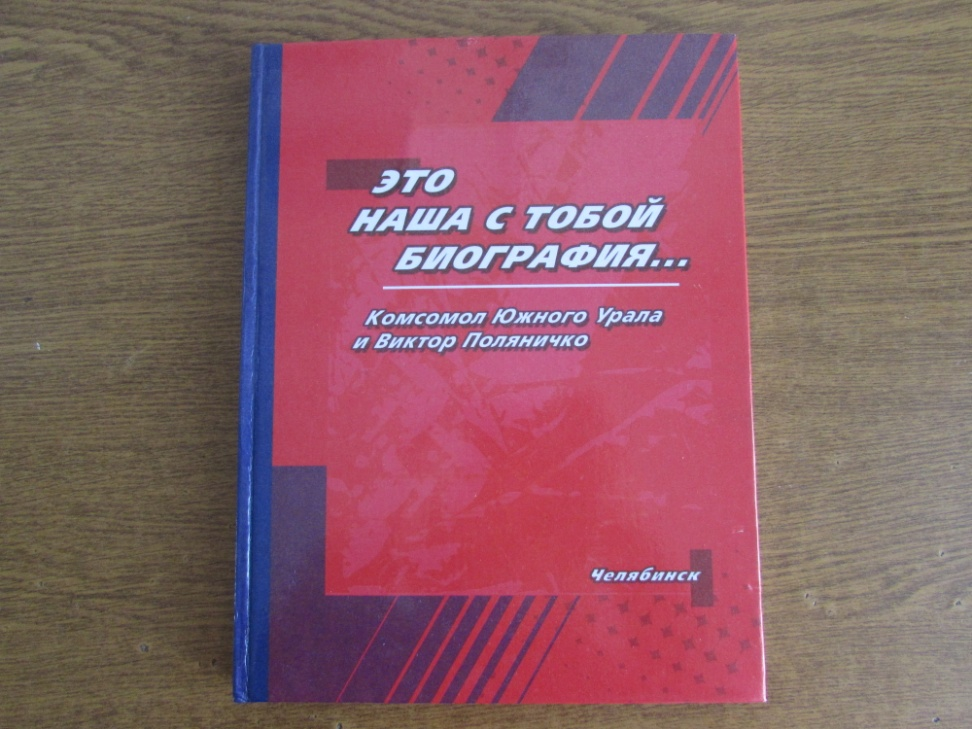 ЭТО
НАША С ТОБОЙ
БИОГРАФИЯ...
Комсомол Южного Урала
и Виктор Поляничко
Челябинск